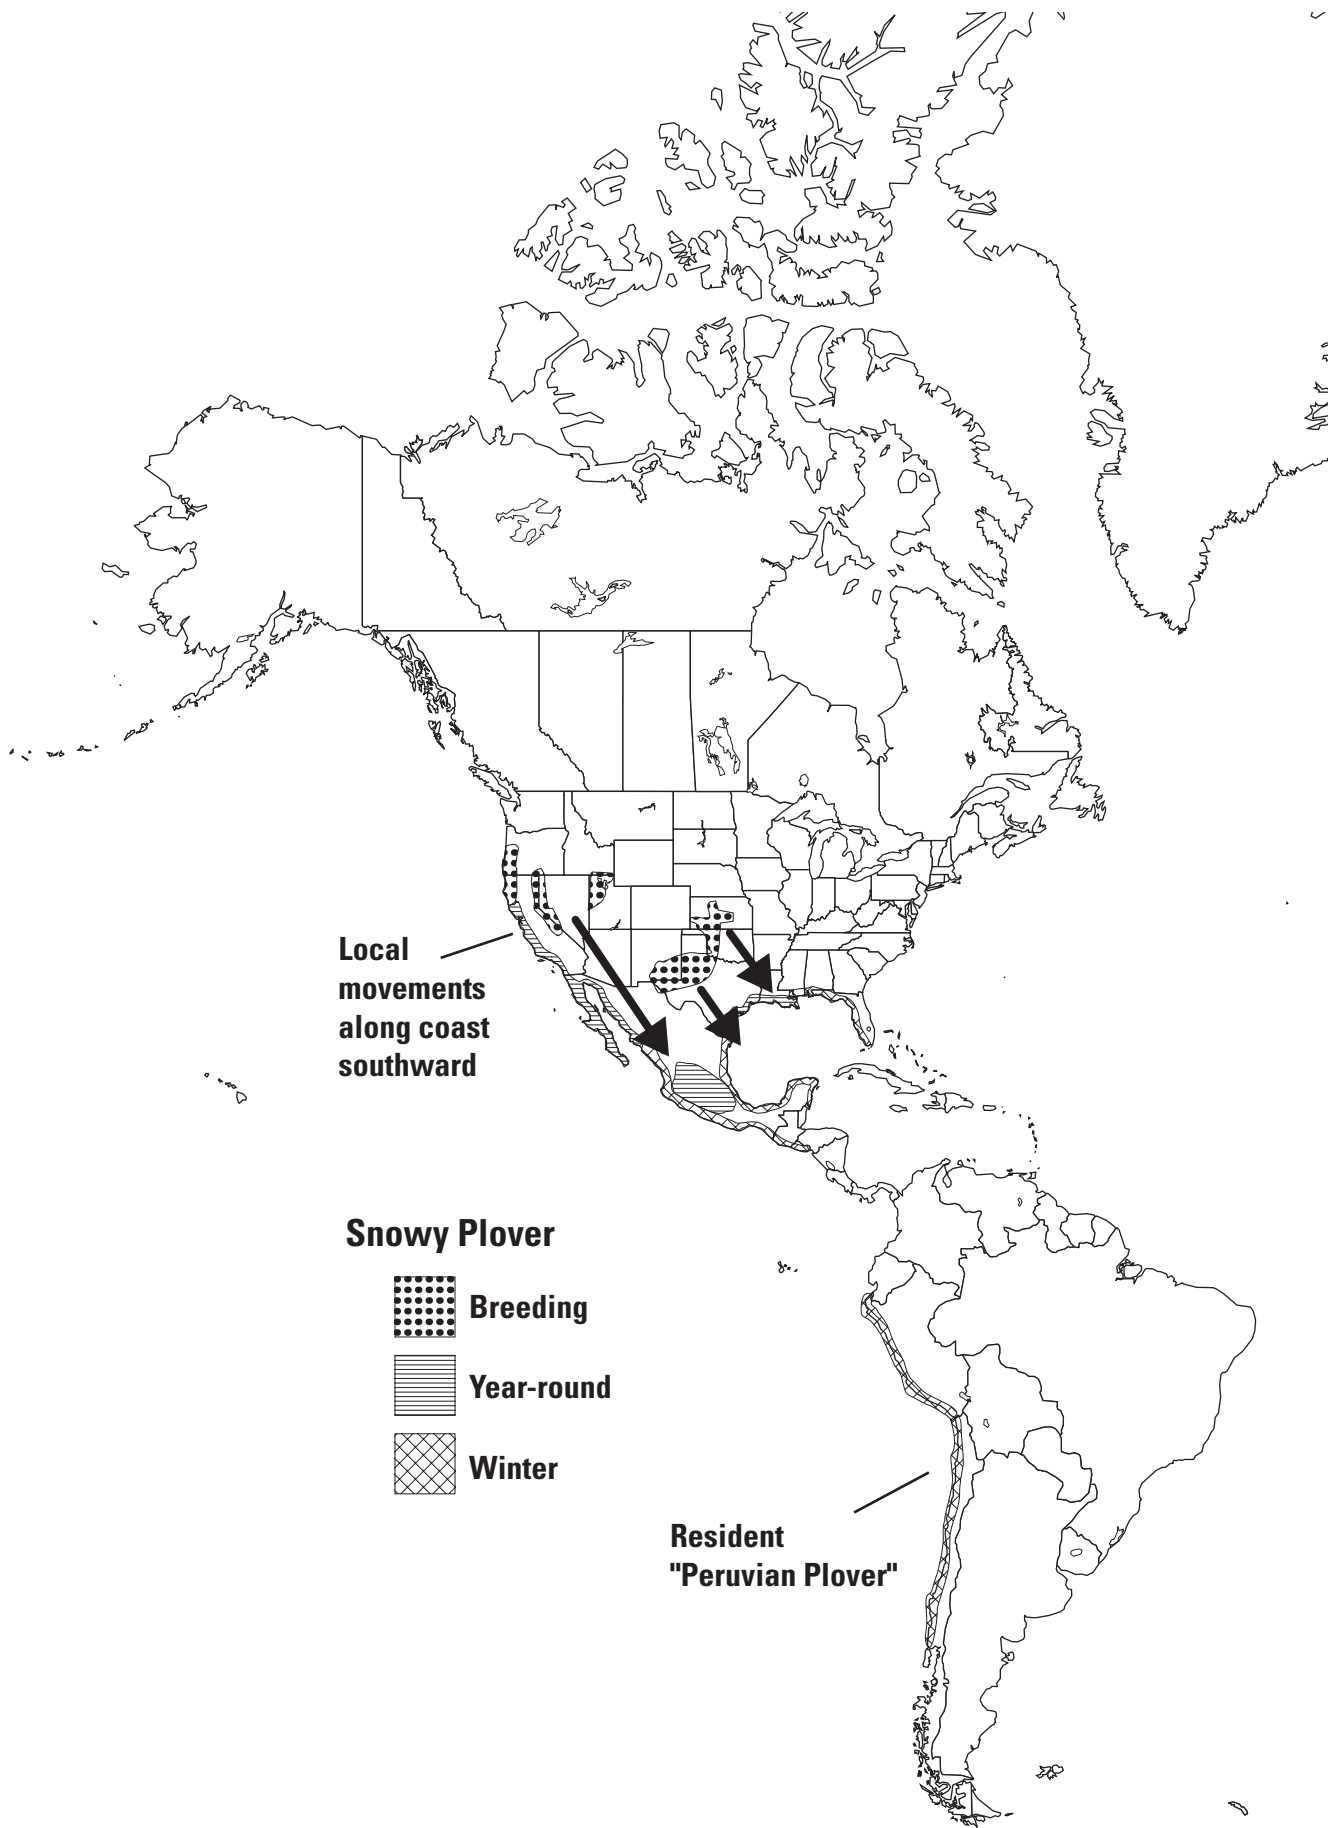 Local
movements
along coast
southward
Snowy Plover
Breeding
Year-round
Winter
Resident
"Peruvian Plover"